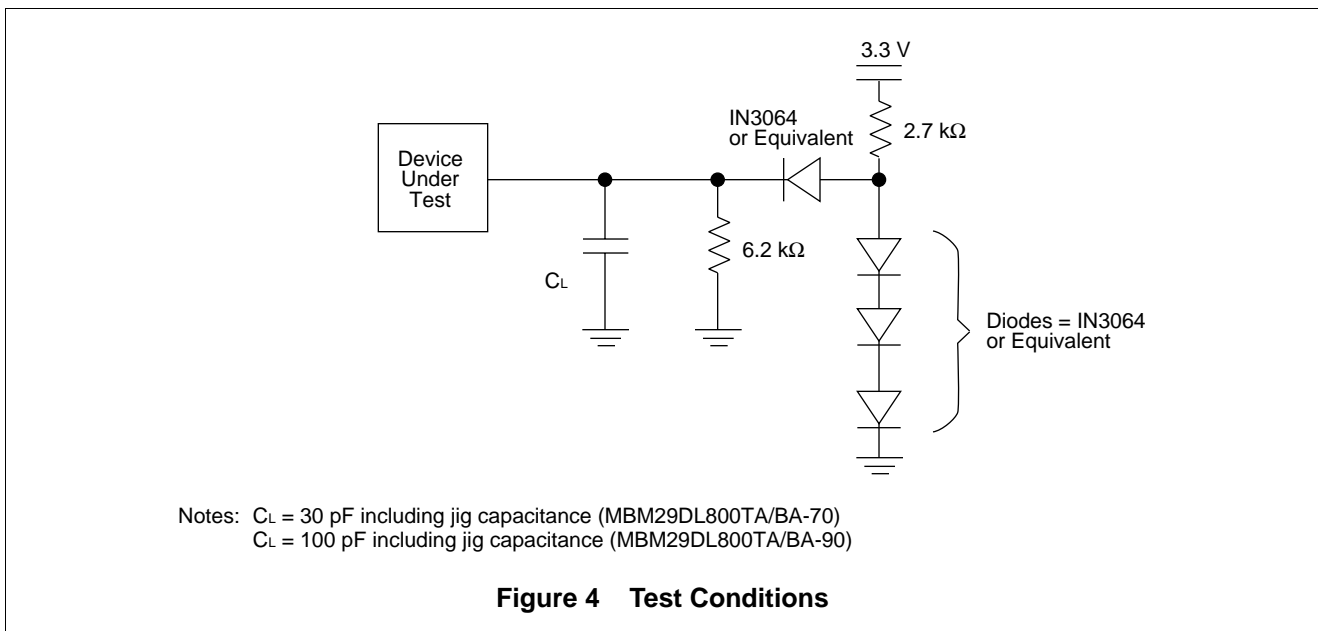 3.3 V
IN3064
or Equivalent
2.7 kΩ
Device
Under
Test
6.2 kΩ
CL
Diodes = IN3064
or Equivalent
Notes: CL = 30 pF including jig capacitance (MBM29DL800TA/BA-70)
CL = 100 pF including jig capacitance (MBM29DL800TA/BA-90)
Figure 4 Test Conditions